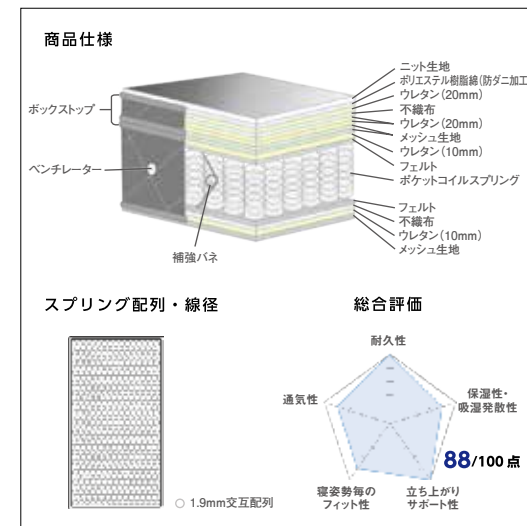 商品仕様
ニット生地
ポリエステル樹脂綿(防ダニ加工
ウレタン(20mm)
不織布
ウレタン(20mm)
メッシュ生地
ウレタン(10mm)
フェルト
ポケットコイルスプリング
フェルト
不織布
ウレタン(10mm)
メッシュ生地
ボックストップ
ベンチレーター
補強バネ
スプリング配列・線径
○ 1.9mm交互配列
総合評価
耐久性
通気性
保湿性・
吸湿発散性
88/100 点
寝姿勢毎の
フィット性
立ち上がり
サポート性